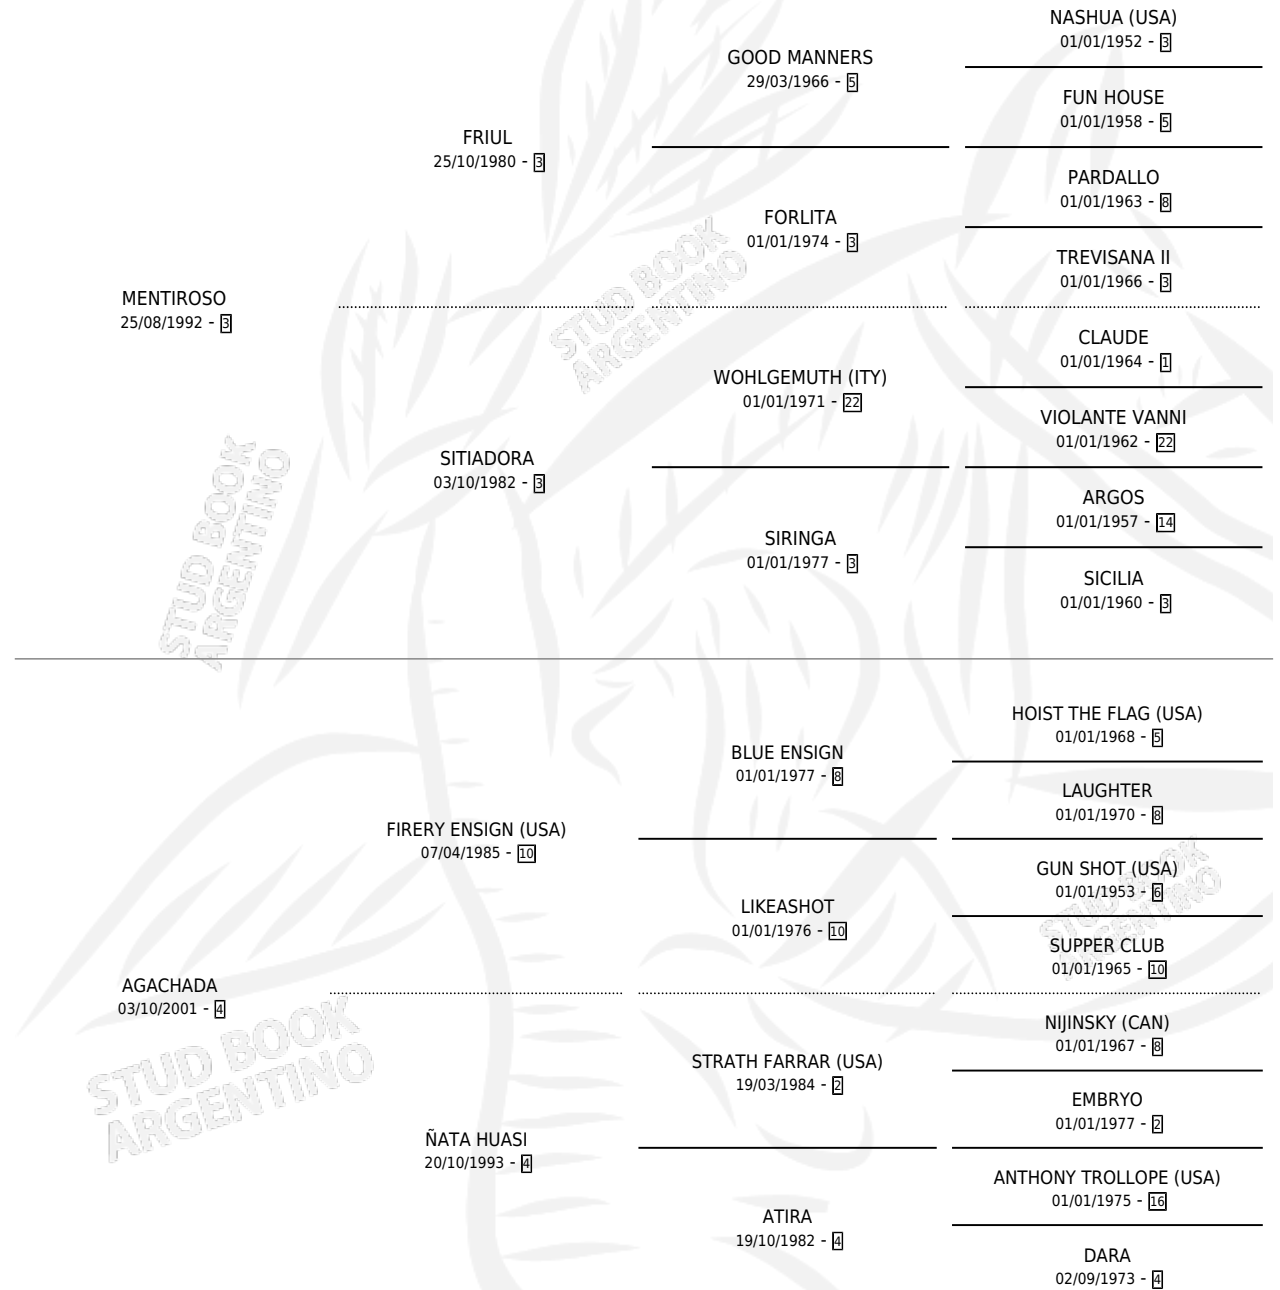 NASHUA (USA)
01/01/1952 - 3
GOOD MANNERS
29/03/1966 - 5
FUN HOUSE
01/01/1958 - 5
FRIUL
25/10/1980 - 3
PARDALLO
01/01/1963 - 8
FORLITA
01/01/1974 - 3
TREVISANA II
01/01/1966 - 3
MENTIROSO
25/08/1992 - 3
CLAUDE
01/01/1964 - 1
WOHLGEMUTH (ITY)
01/01/1971 - 22
VIOLANTE VANNI
01/01/1962 - 22
SITIADORA
03/10/1982 - 3
ARGOS
01/01/1957 - 14
SIRINGA
01/01/1977 - 3
SICILIA
01/01/1960 - 3
STUD BOOK
ARGENTINO
STUD BOOK
ARGENTINO
HOIST THE FLAG (USA)
01/01/1968 - 5
BLUE ENSIGN
01/01/1977 - 8
LAUGHTER
01/01/1970 - 8
FIRERY ENSIGN (USA)
07/04/1985 - 10
GUN SHOT (USA)
01/01/1953 - 6
LIKEASHOT
01/01/1976 - 10
SUPPER CLUB
01/01/1965 - 10
STUD BOOK
ARGENTINO
AGACHADA
03/10/2001 - 4
NIJINSKY (CAN)
01/01/1967 - 8
STRATH FARRAR (USA)
19/03/1984 - 2
EMBRYO
01/01/1977 - 2
ÑATA HUASI
20/10/1993 - 4
ANTHONY TROLLOPE (USA)
01/01/1975 - 16
ATIRA
19/10/1982 - 4
DARA
02/09/1973 - 4
STUD BOOK
ARGENTINO